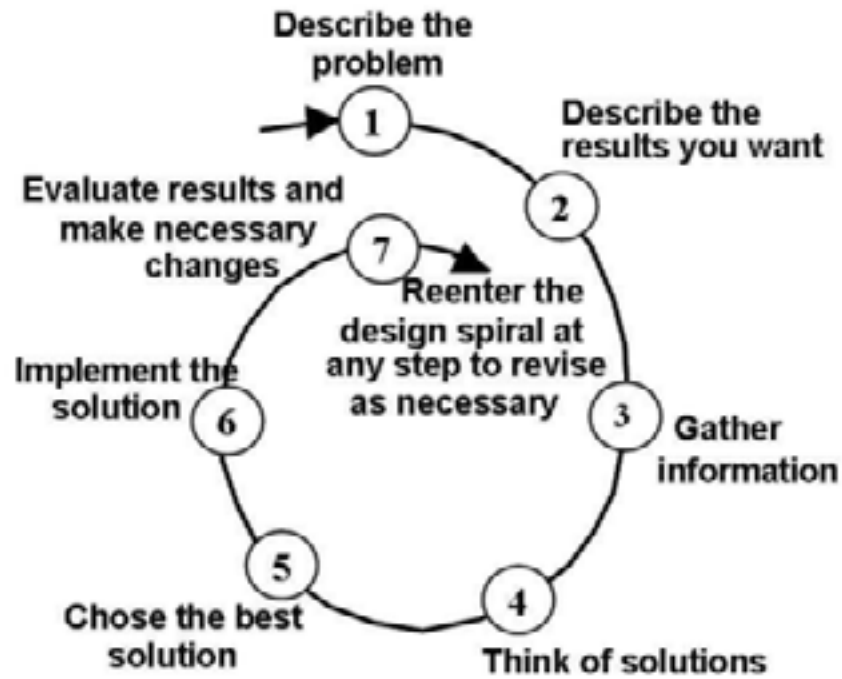 Describe the
problem
1
Describe the
results you want
2
3
Gather
information
4
Think of solutions
5
Chose the best
solution
6
Implement the
solution
7
Evaluate results and
make necessary
changes
Reenter the
design spiral at
any step to revise
as necessary